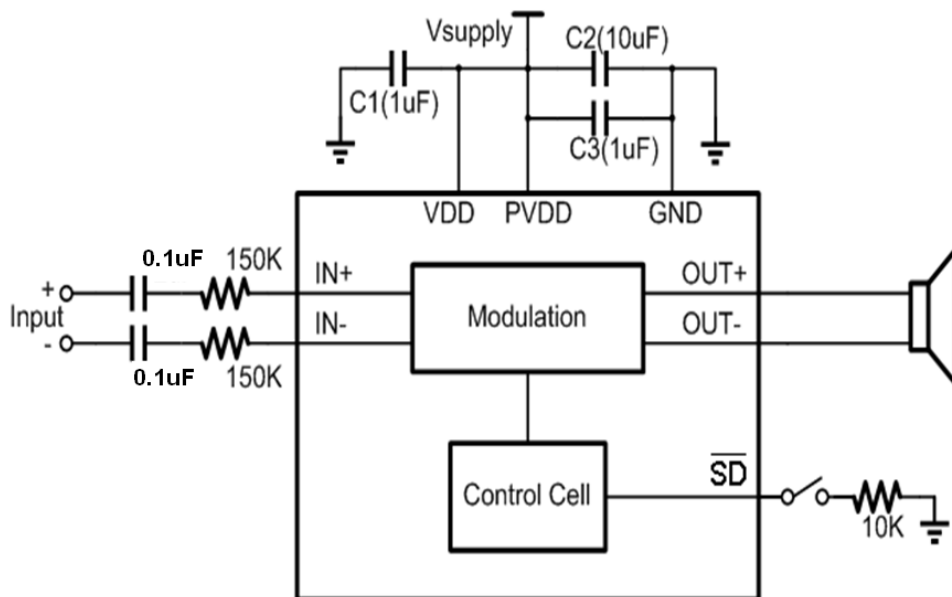 Vsupply
C2(10uF)
C1(1uF)
C3(1uF)
VDD PVDD GND
0.1uF 150K IN+ OUT+
+
Input
-
Modulation
IN- OUT-
0.1uF 150K
Control Cell
SD
10K